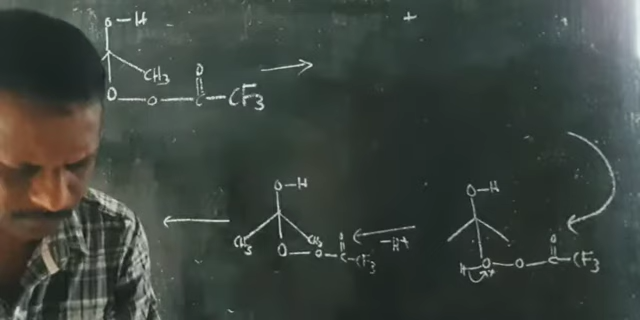 O-H
CH3
O-O-C-CF3
O
+
O-H
CH3 CH3
O-O-C-CF3
O
-H+
O-H
H O+-O-C-CF3
O